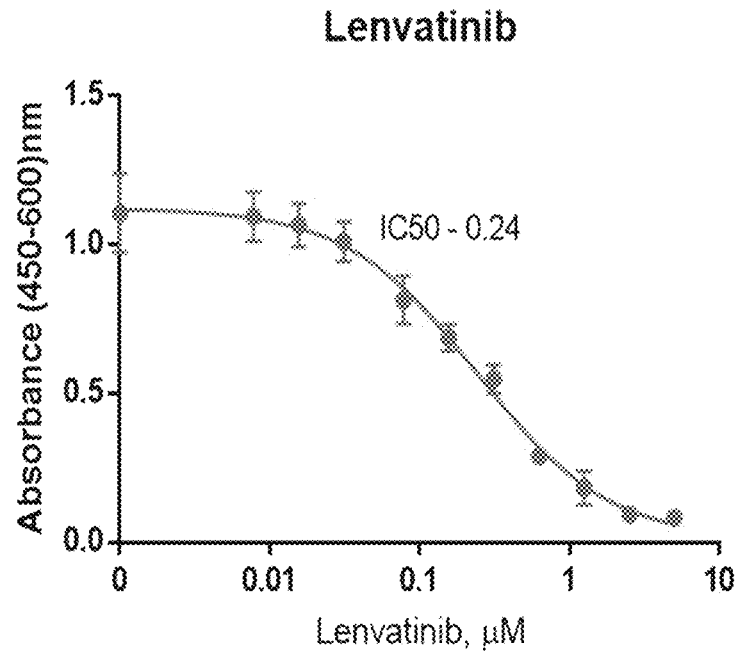 Lenvatinib
Absorbance (450-600)nm
1.5
1.0
0.5
0.0
IC50 - 0.24
0 0.01 0.1 1 10
Lenvatinib, μM